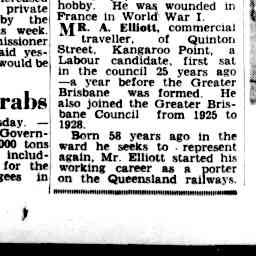 private
by the
s week.
missioner
aid yes-
would be
rabs
sday. —
Govern-
000 tons
includ-
for the
gees in
hobby. He was wounded in
France in World War I.
MR. A. Elliott, commercial
traveller, of Quinton
Street, Kangaroo Point, a
Labour candidate, first sat
in the council 25 years ago
—a year before the Greater
Brisbane was formed. He
also joined the Greater Bris-
bane Council from 1925 to
1928.
Born 58 years ago in the
ward he seeks to represent
again, Mr. Elliott started his
working career as a porter
on the Queensland railways.